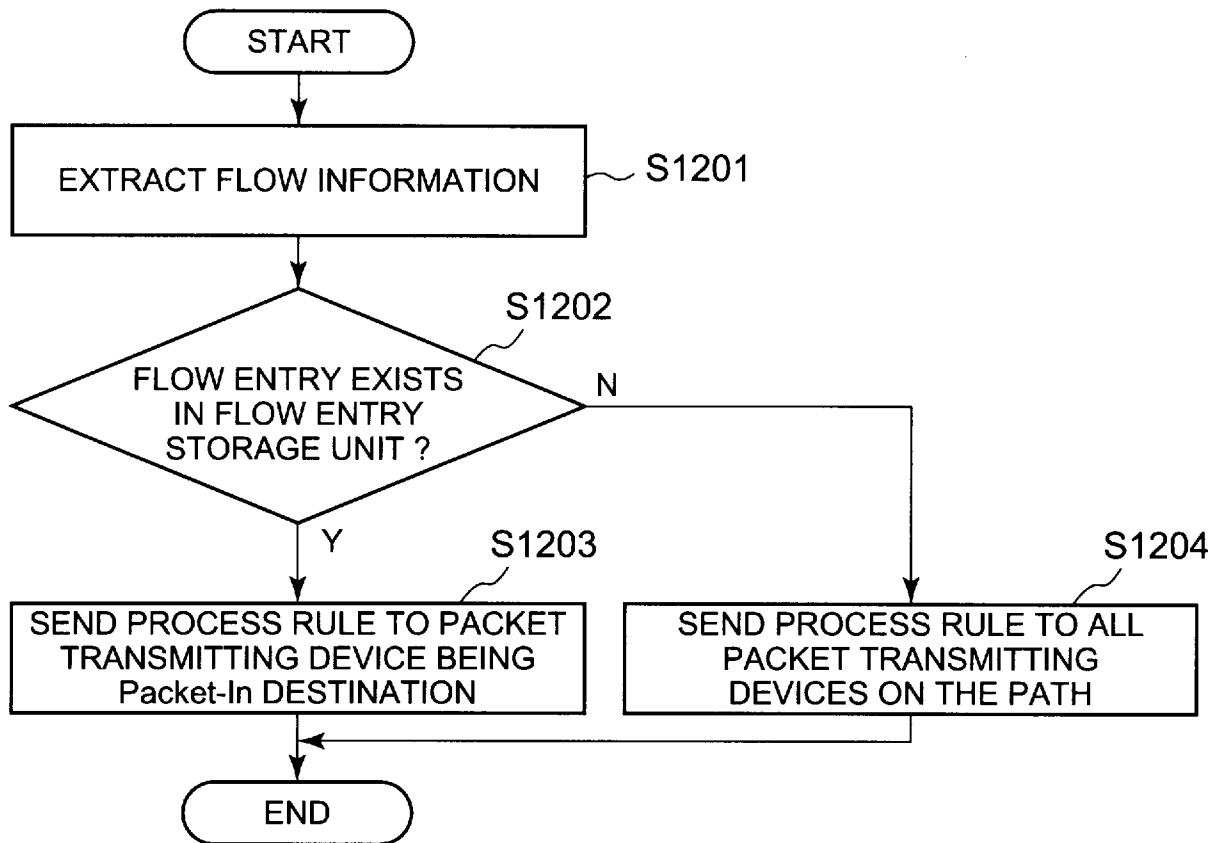 START
EXTRACT FLOW INFORMATION
S1201
S1202
FLOW ENTRY EXISTS
IN FLOW ENTRY
STORAGE UNIT ?
N
Y
S1203
SEND PROCESS RULE TO PACKET
TRANSMITTING DEVICE BEING
Packet-In DESTINATION
S1204
SEND PROCESS RULE TO ALL
PACKET TRANSMITTING
DEVICES ON THE PATH
END